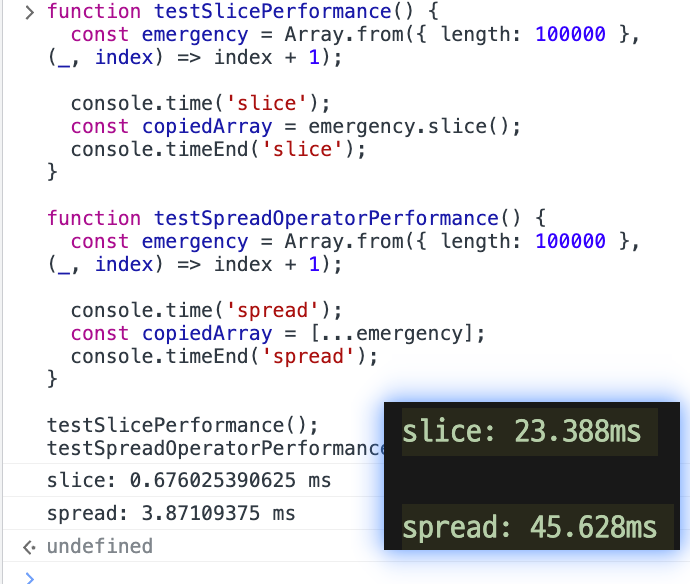 function testSlicePerformance() {
  const emergency = Array.from({ length: 100000 },
(_, index) => index + 1);

  console.time('slice');
  const copiedArray = emergency.slice();
  console.timeEnd('slice');
}

function testSpreadOperatorPerformance() {
  const emergency = Array.from({ length: 100000 },
(_, index) => index + 1);

  console.time('spread');
  const copiedArray = [...emergency];
  console.timeEnd('spread');
}

testSlicePerformance();
testSpreadOperatorPerformance
slice: 0.676025390625 ms
spread: 3.87109375 ms
undefined
slice: 23.388ms
spread: 45.628ms